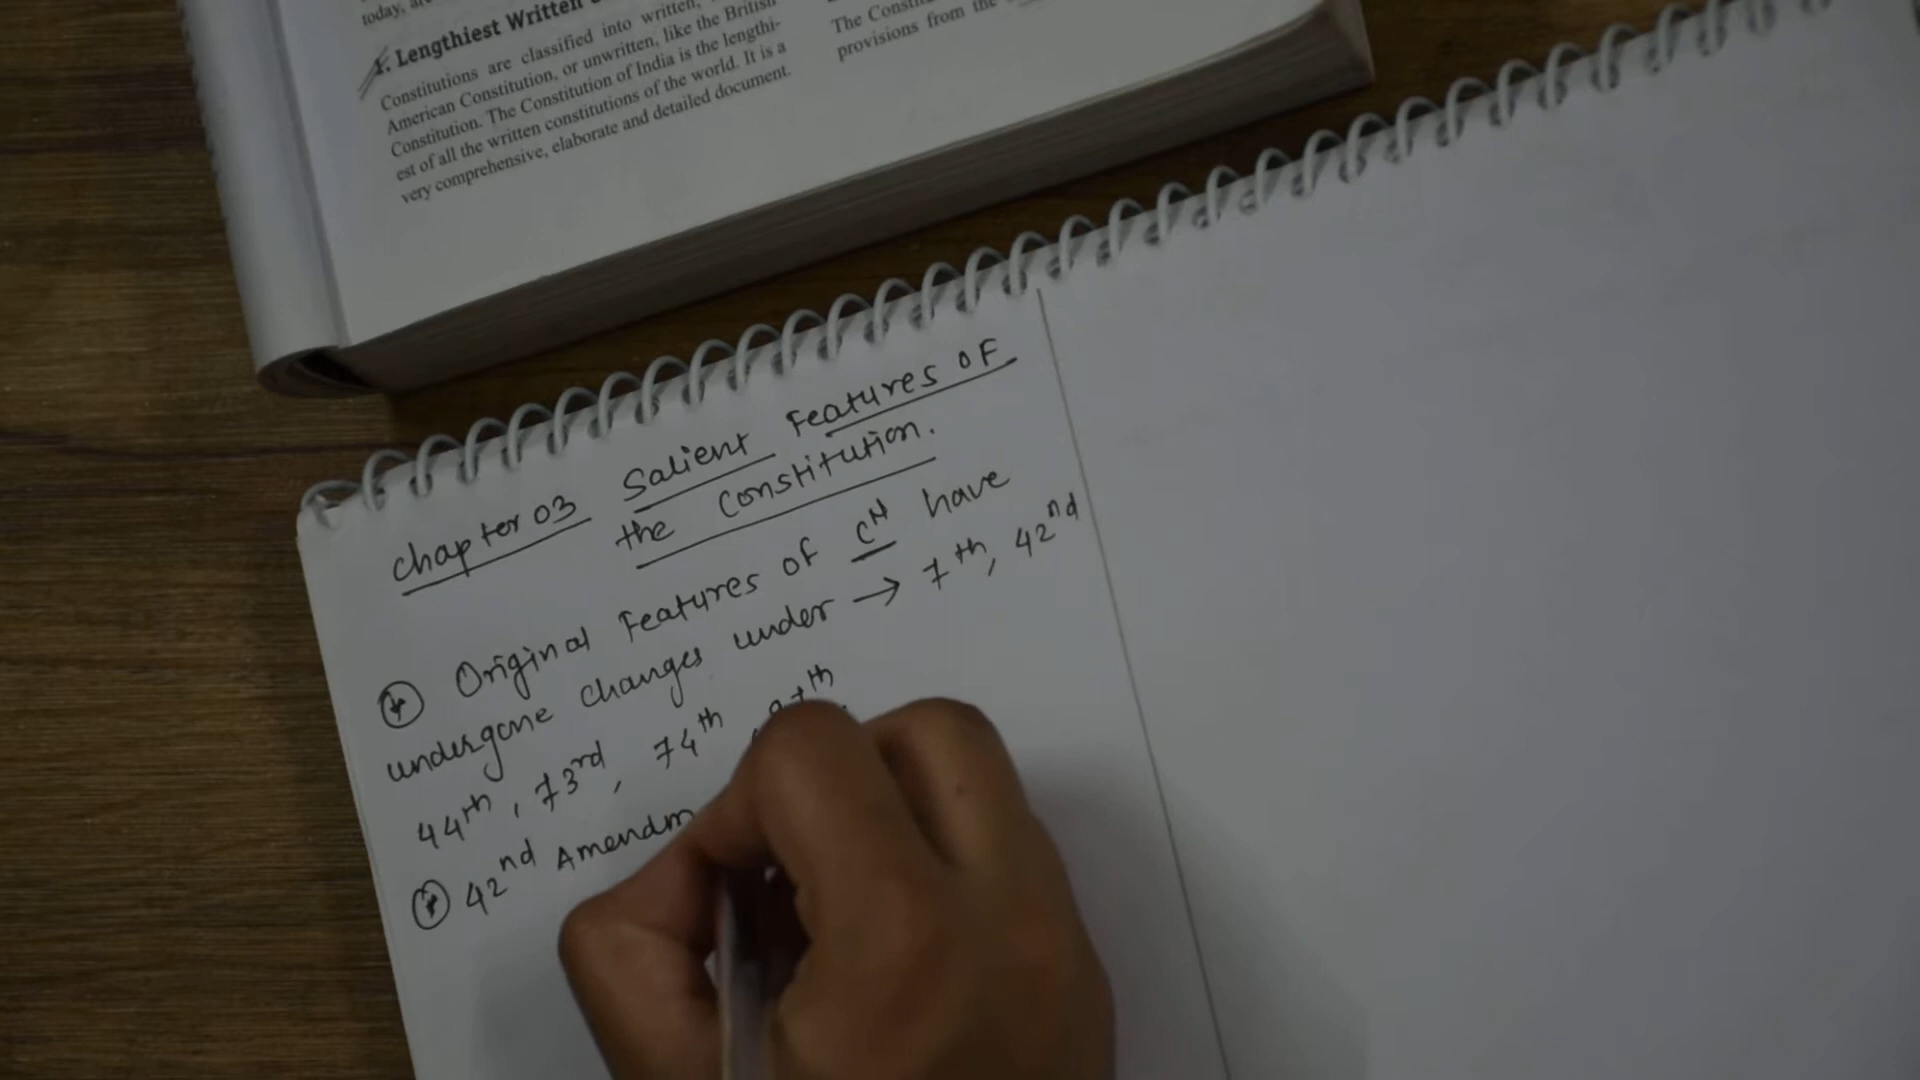 today,
1. Lengthiest Written
Constitutions are classified into written,
American Constitution, or unwritten, like the British
Constitution. The Constitution of India is the lengthi-
est of all the written constitutions of the world. It is a
very comprehensive, elaborate and detailed document.
The
provisions from the
Chapter 03 Salient Features OF
the Constitution.
Original Features of Cᴺ have
undergone changes under → 7th, 42nd
44th, 73rd, 74th
42nd Amendm